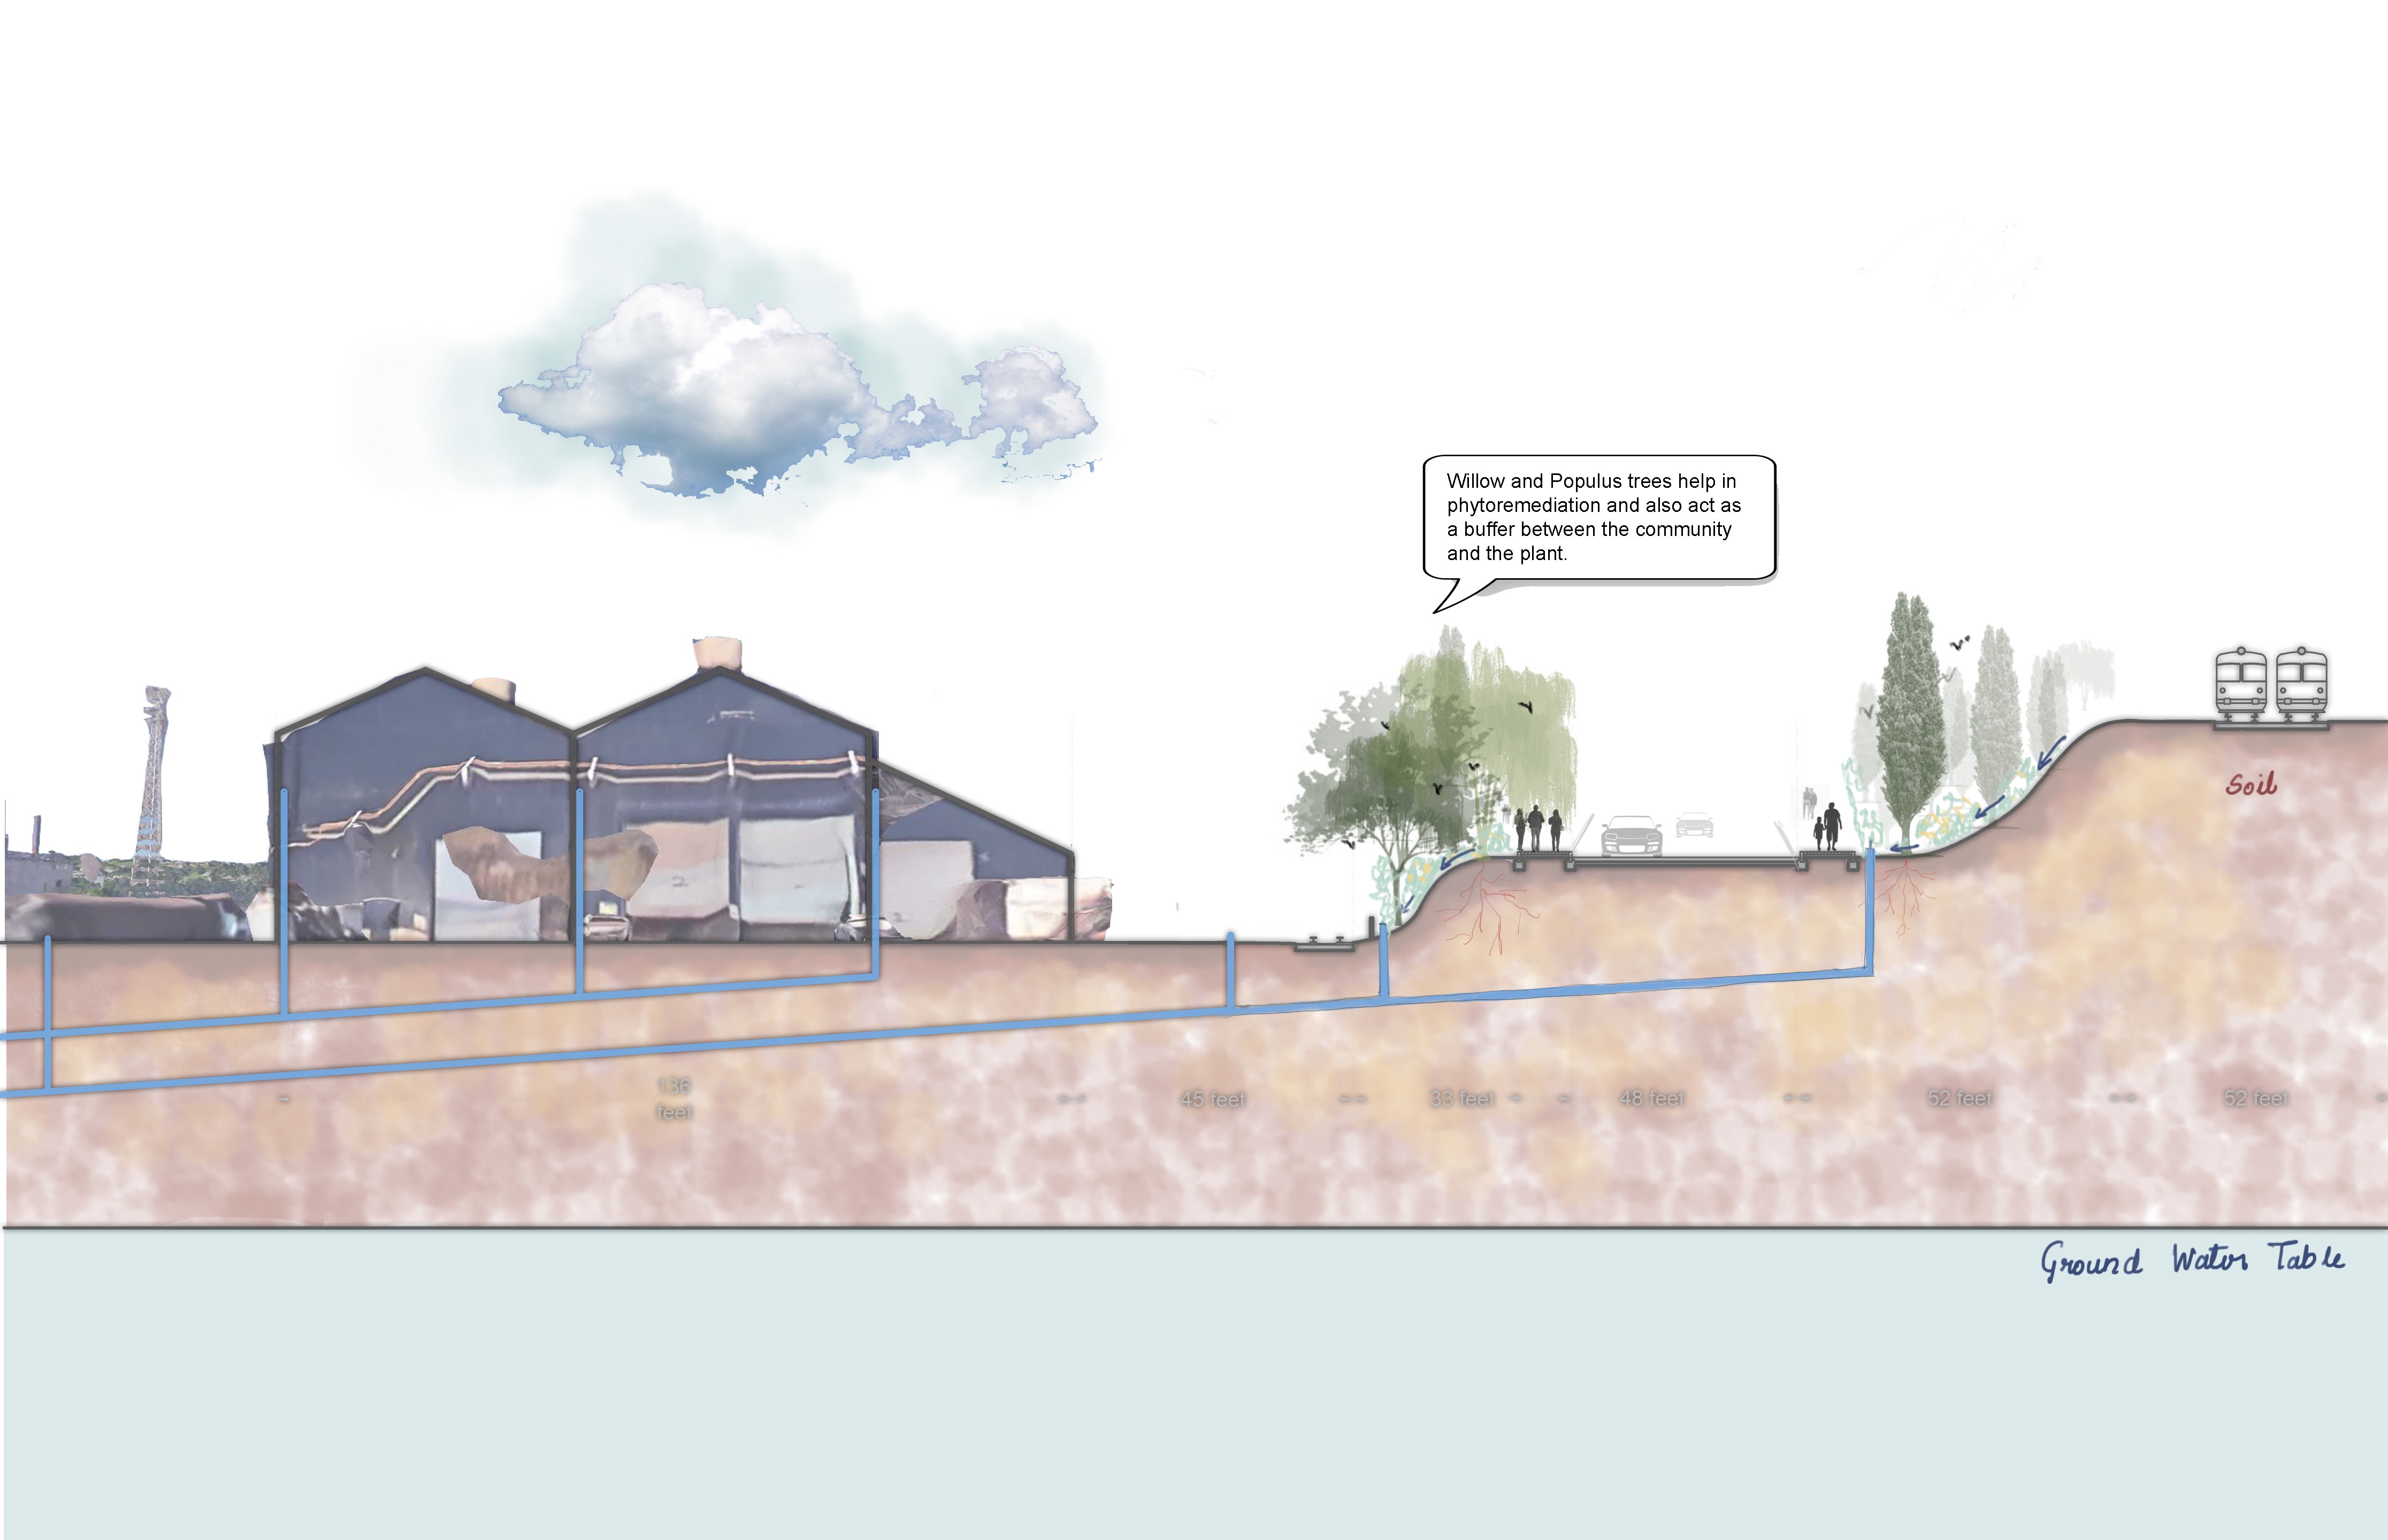 Willow and Populus trees help in
phytoremediation and also act as
a buffer between the community
and the plant.
Soil
136
feet
45 feet
33 feet
48 feet
52 feet
52 feet
Ground Water Table